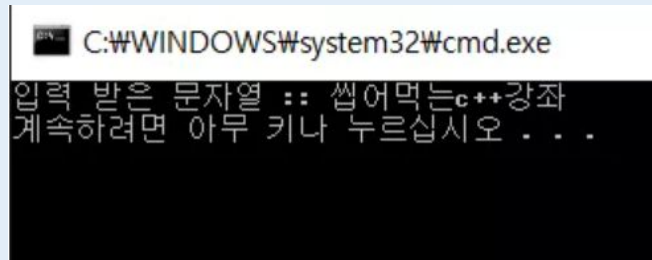 C:₩WINDOWS₩system32₩cmd.exe
입력 받은 문자열 :: 씹어먹는c++강좌
계속하려면 아무 키나 누르십시오 . . .